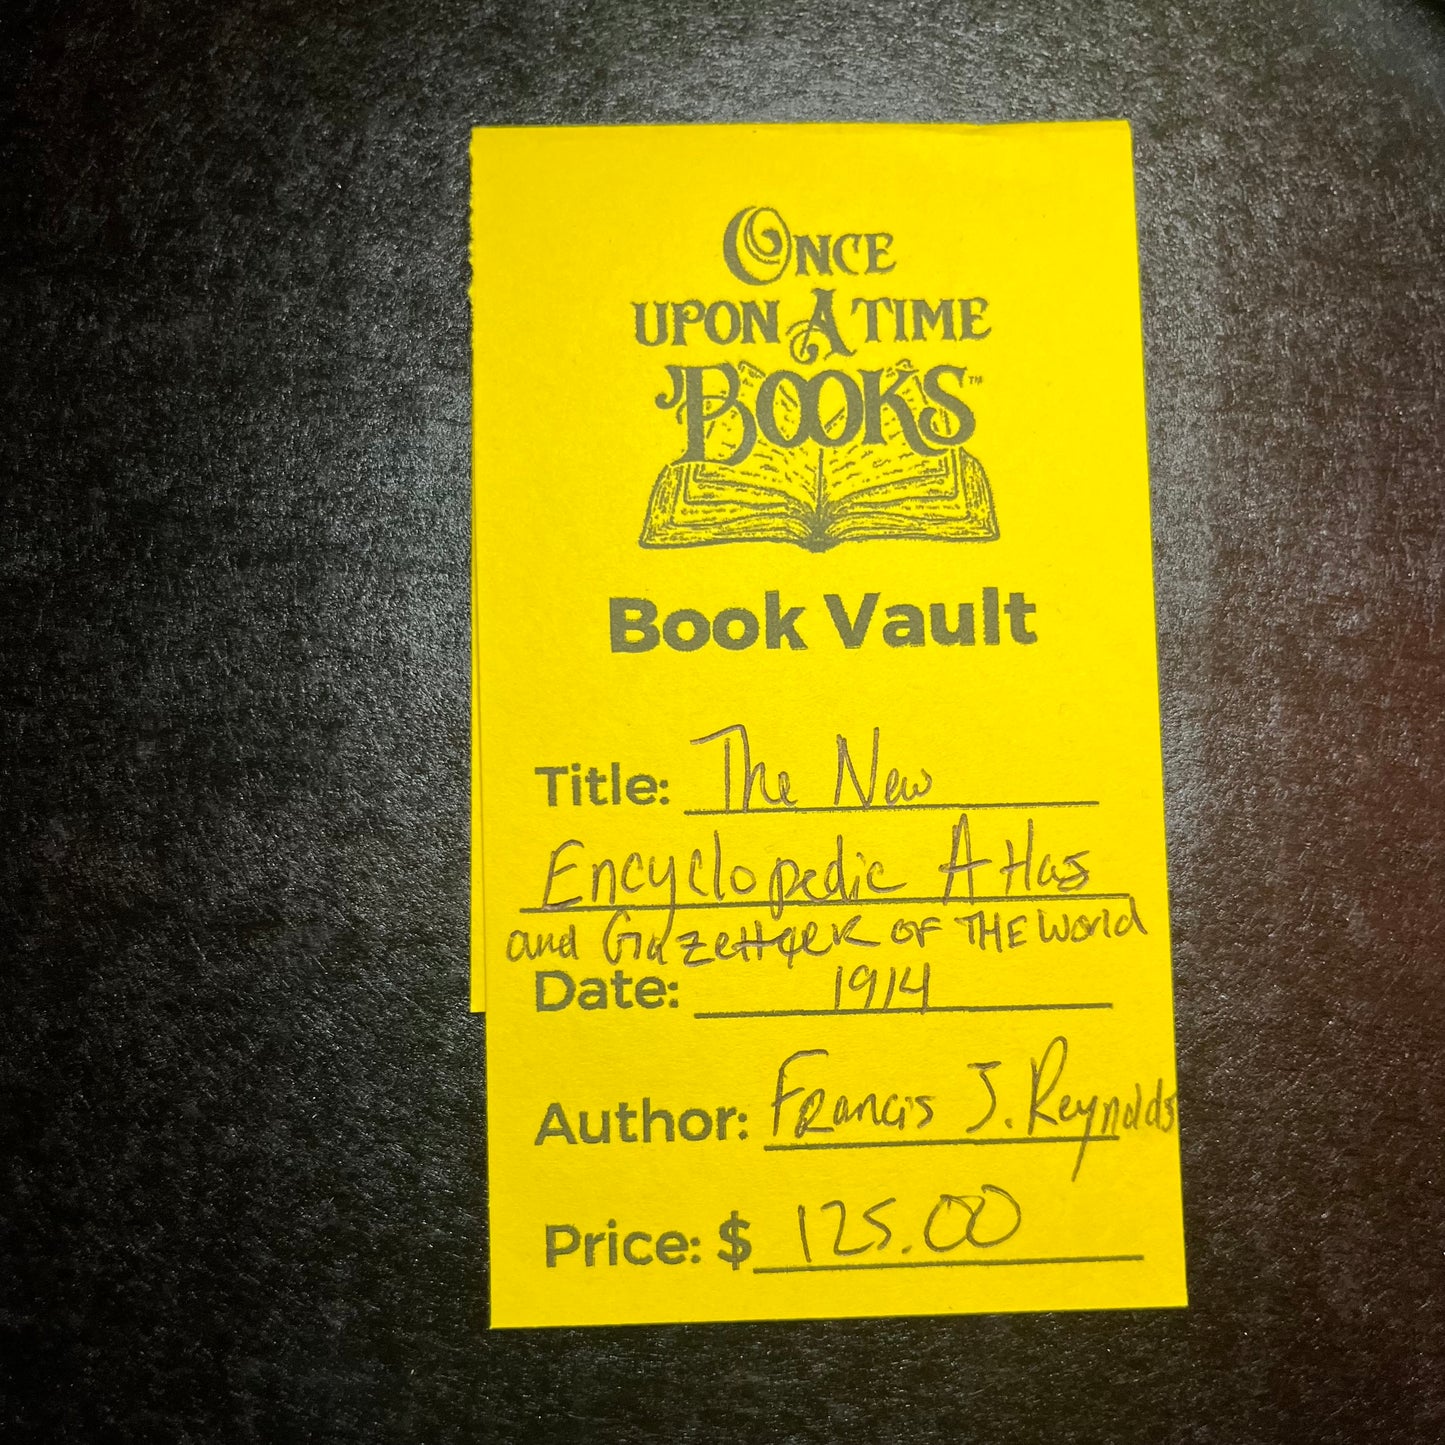 ONCE
UPON A TIME
BOOKS™
Book Vault
Title: The New
Encyclopedic Atlas
and Gazetteer OF THE World
Date: 1914
Author: Francis J. Reynolds
Price: $ 125.00